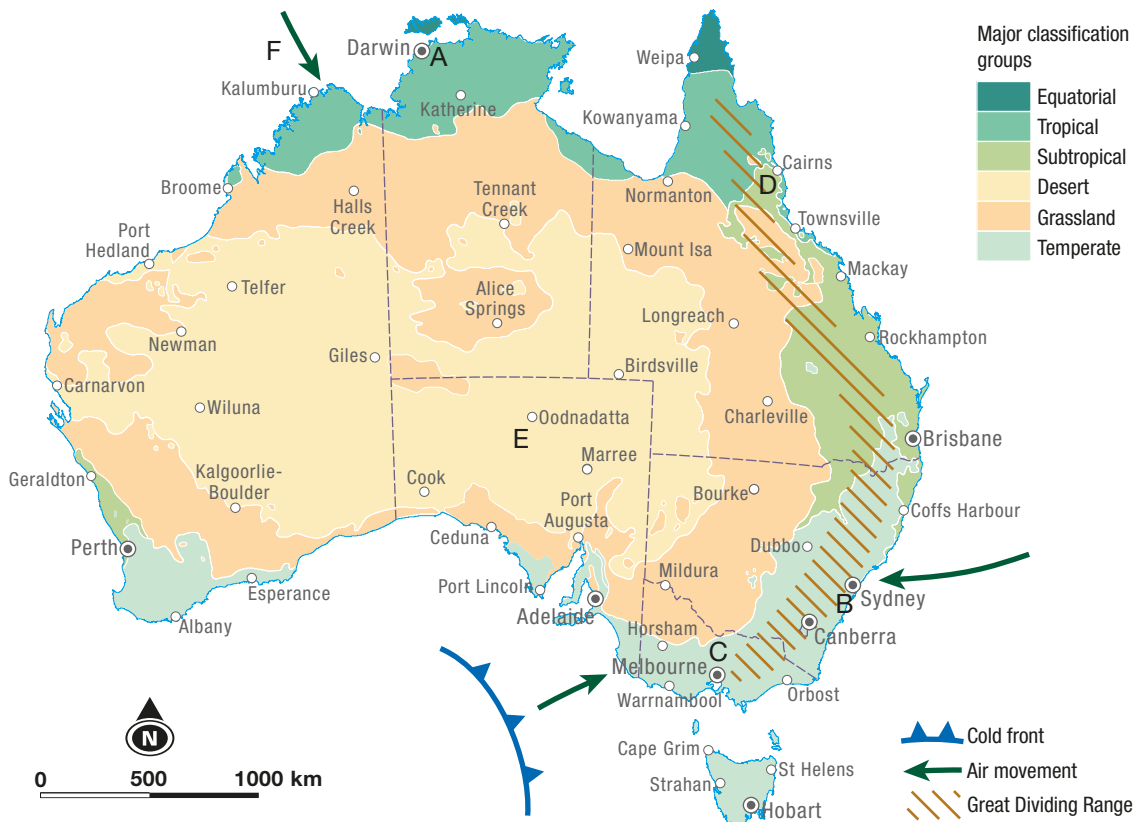 F
Darwin
A
Weipa
Kalumburu
Katherine
Kowanyama
Cairns
D
Broome
Halls
Creek
Tennant
Creek
Normanton
Townsville
Port
Hedland
Mount Isa
Mackay
Telfer
Alice
Springs
Longreach
Newman
Rockhampton
Giles
Birdsville
Carnarvon
Wiluna
Oodnadatta
Charleville
E
Brisbane
Marree
Geraldton
Kalgoorlie-
Boulder
Cook
Port
Augusta
Bourke
Coffs Harbour
Ceduna
Perth
Dubbo
Esperance
Port Lincoln
Mildura
B
Sydney
Adelaide
Albany
Horsham
Canberra
C
Melbourne
Warrnambool
Orbost
Cape Grim
St Helens
Strahan
Hobart
Major classification
groups
Equatorial
Tropical
Subtropical
Desert
Grassland
Temperate
N
0 500 1000 km
Cold front
Air movement
Great Dividing Range